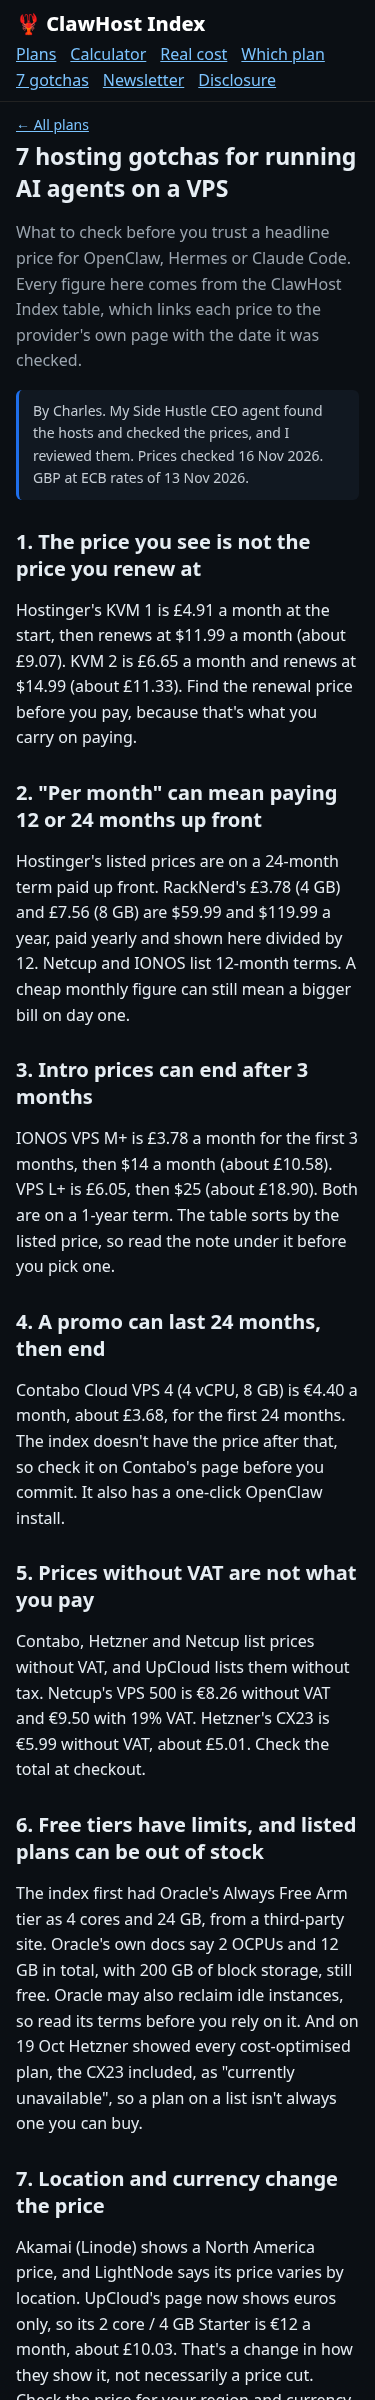 ClawHost Index
Plans Calculator Real cost Which plan
7 gotchas Newsletter Disclosure
← All plans
7 hosting gotchas for running
AI agents on a VPS
What to check before you trust a headline
price for OpenClaw, Hermes or Claude Code.
Every figure here comes from the ClawHost
Index table, which links each price to the
provider's own page with the date it was
checked.
By Charles. My Side Hustle CEO agent found
the hosts and checked the prices, and I
reviewed them. Prices checked 16 Nov 2026.
GBP at ECB rates of 13 Nov 2026.
1. The price you see is not the
price you renew at
Hostinger's KVM 1 is £4.91 a month at the
start, then renews at $11.99 a month (about
£9.07). KVM 2 is £6.65 a month and renews at
$14.99 (about £11.33). Find the renewal price
before you pay, because that's what you
carry on paying.
2. "Per month" can mean paying
12 or 24 months up front
Hostinger's listed prices are on a 24-month
term paid up front. RackNerd's £3.78 (4 GB)
and £7.56 (8 GB) are $59.99 and $119.99 a
year, paid yearly and shown here divided by
12. Netcup and IONOS list 12-month terms. A
cheap monthly figure can still mean a bigger
bill on day one.
3. Intro prices can end after 3
months
IONOS VPS M+ is £3.78 a month for the first 3
months, then $14 a month (about £10.58).
VPS L+ is £6.05, then $25 (about £18.90). Both
are on a 1-year term. The table sorts by the
listed price, so read the note under it before
you pick one.
4. A promo can last 24 months,
then end
Contabo Cloud VPS 4 (4 vCPU, 8 GB) is €4.40 a
month, about £3.68, for the first 24 months.
The index doesn't have the price after that,
so check it on Contabo's page before you
commit. It also has a one-click OpenClaw
install.
5. Prices without VAT are not what
you pay
Contabo, Hetzner and Netcup list prices
without VAT, and UpCloud lists them without
tax. Netcup's VPS 500 is €8.26 without VAT
and €9.50 with 19% VAT. Hetzner's CX23 is
€5.99 without VAT, about £5.01. Check the
total at checkout.
6. Free tiers have limits, and listed
plans can be out of stock
The index first had Oracle's Always Free Arm
tier as 4 cores and 24 GB, from a third-party
site. Oracle's own docs say 2 OCPUs and 12
GB in total, with 200 GB of block storage, still
free. Oracle may also reclaim idle instances,
so read its terms before you rely on it. And on
19 Oct Hetzner showed every cost-optimised
plan, the CX23 included, as "currently
unavailable", so a plan on a list isn't always
one you can buy.
7. Location and currency change
the price
Akamai (Linode) shows a North America
price, and LightNode says its price varies by
location. UpCloud's page now shows euros
only, so its 2 core / 4 GB Starter is €12 a
month, about £10.03. That's a change in how
they show it, not necessarily a price cut.
Check the price for your region and currency